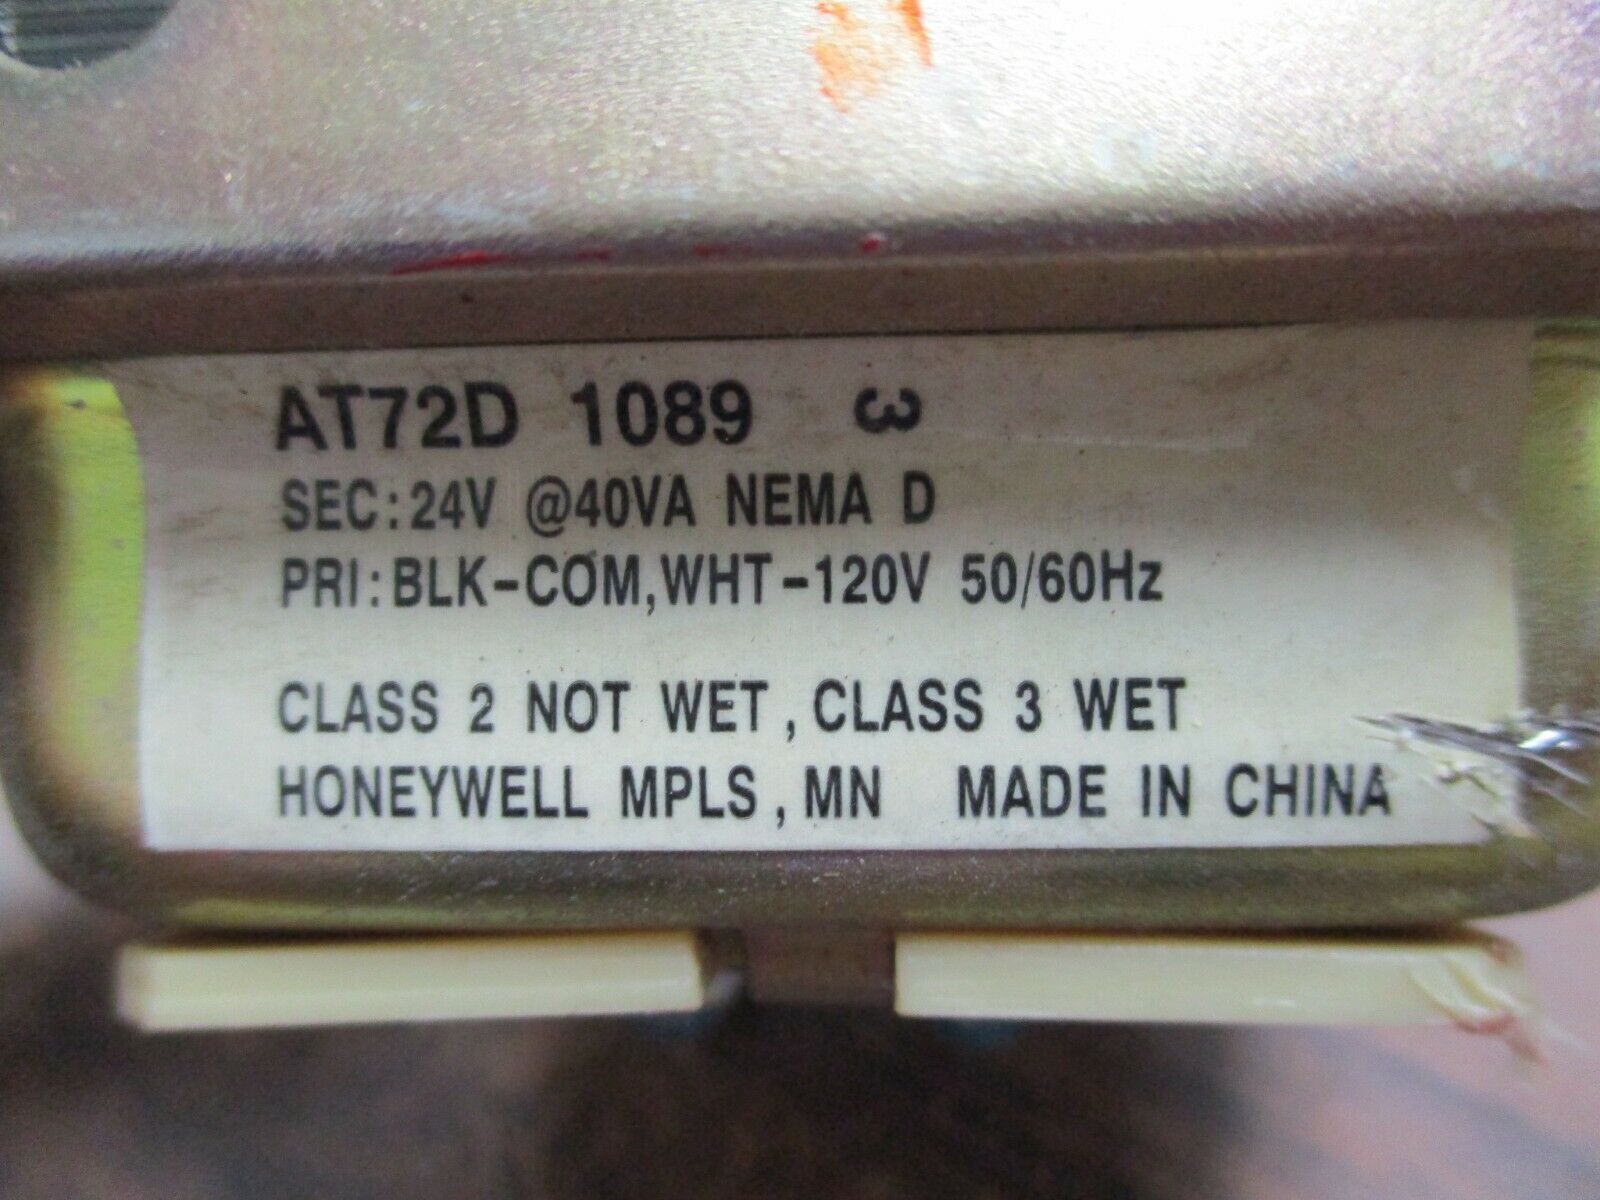 AT72D 1089 3
SEC:24V @40VA NEMA D
PRI:BLK-COM,WHT-120V 50/60Hz
CLASS 2 NOT WET, CLASS 3 WET
HONEYWELL MPLS, MN MADE IN CHINA